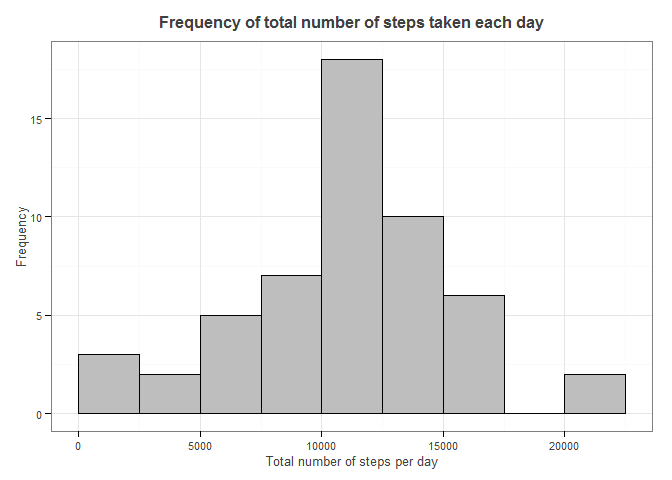 Frequency of total number of steps taken each day
Frequency
15
10
5
0
0 5000 10000 15000 20000
Total number of steps per day